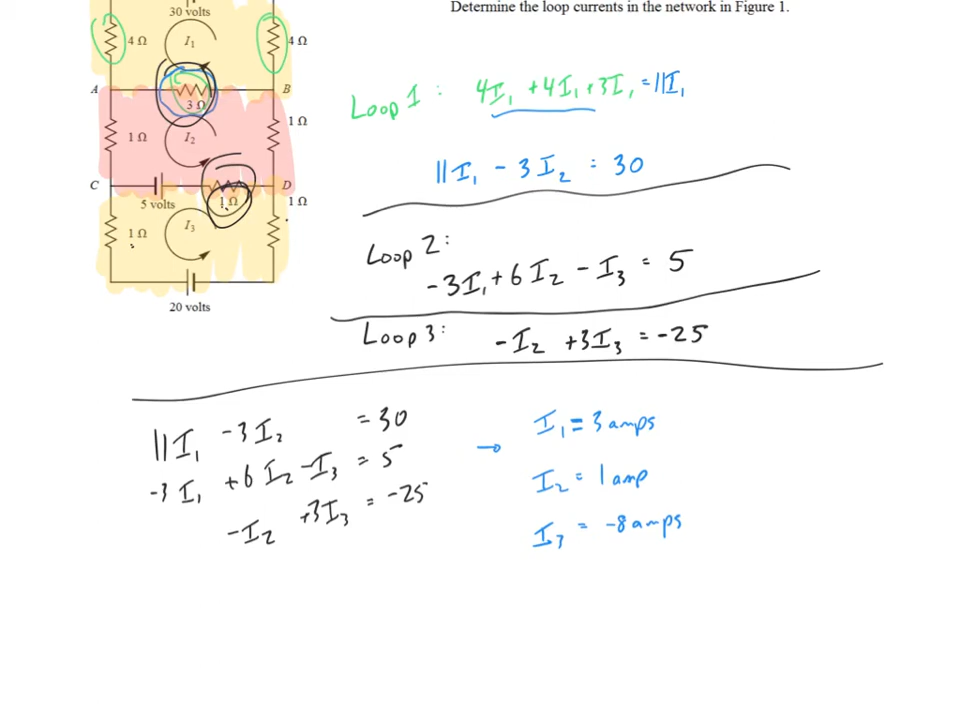 30 volts
Determine the loop currents in the network in Figure 1.
4 Ω
I₁
4 Ω
A
3 Ω
B
1 Ω
1 Ω
I₂
C
5 volts
1 Ω
D
1 Ω
1 Ω
I₃
20 volts
Loop 1 : 4I₁ + 4I₁ + 3I₁ = 11I₁
11I₁ - 3I₂ = 30
Loop 2:
-3I₁ + 6I₂ - I₃ = 5
Loop 3: -I₂ + 3I₃ = -25
11I₁ -3I₂ = 30
-3I₁ +6I₂ -I₃ = 5
-I₂ +3I₃ = -25
→ I₁ = 3 amps
I₂ = 1 amp
I₃ = -8 amps